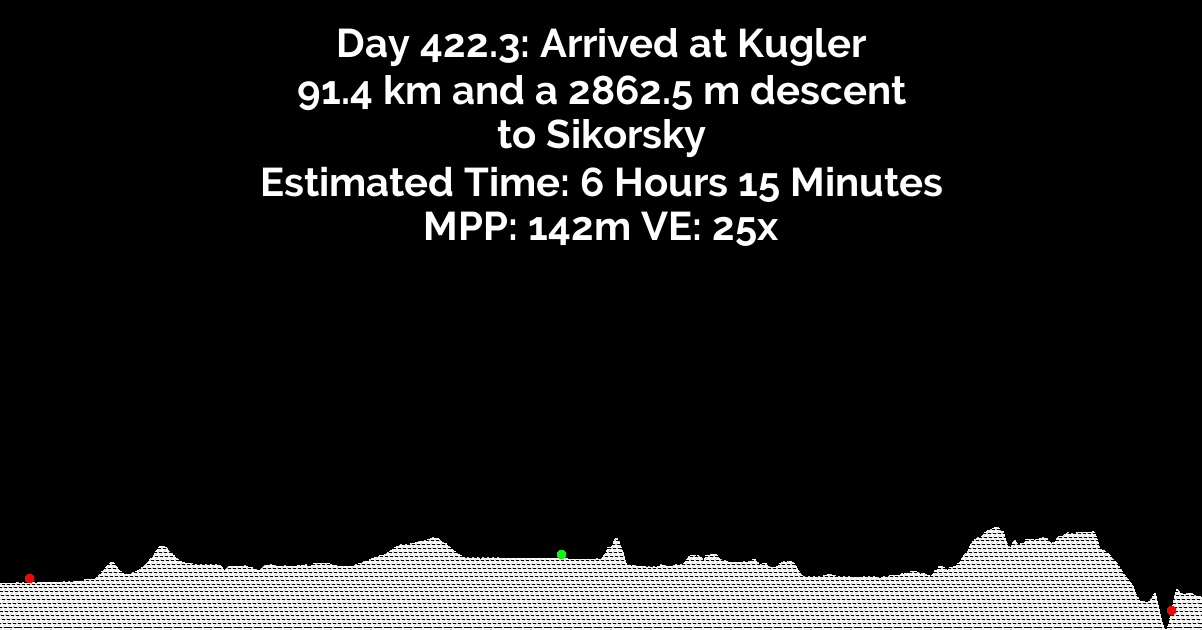 Day 422.3: Arrived at Kugler
91.4 km and a 2862.5 m descent
to Sikorsky
Estimated Time: 6 Hours 15 Minutes
MPP: 142m VE: 25x